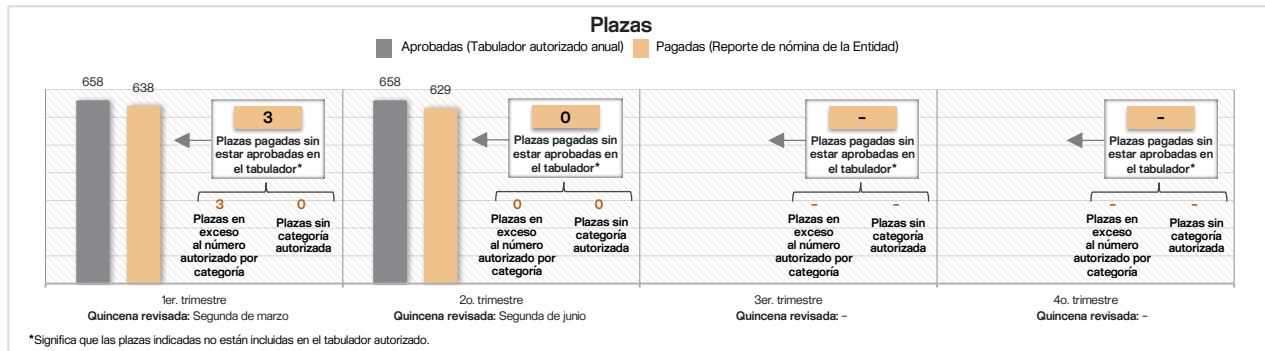 Plazas
Aprobadas (Tabulador autorizado anual) Pagadas (Reporte de nómina de la Entidad)
658
638
3
Plazas pagadas sin
estar aprobadas en
el tabulador*
3
Plazas en
exceso
al número
autorizado por
categoría
0
Plazas sin
categoría
autorizada
658
629
0
Plazas pagadas sin
estar aprobadas en
el tabulador*
0
Plazas en
exceso
al número
autorizado por
categoría
0
Plazas sin
categoría
autorizada
-
Plazas pagadas sin
estar aprobadas en
el tabulador*
-
Plazas en
exceso
al número
autorizado por
categoría
-
Plazas sin
categoría
autorizada
-
Plazas pagadas sin
estar aprobadas en
el tabulador*
-
Plazas en
exceso
al número
autorizado por
categoría
-
Plazas sin
categoría
autorizada
1er. trimestre
Quincena revisada: Segunda de marzo
2o. trimestre
Quincena revisada: Segunda de junio
3er. trimestre
Quincena revisada: -
4o. trimestre
Quincena revisada: -
*Significa que las plazas indicadas no están incluidas en el tabulador autorizado.